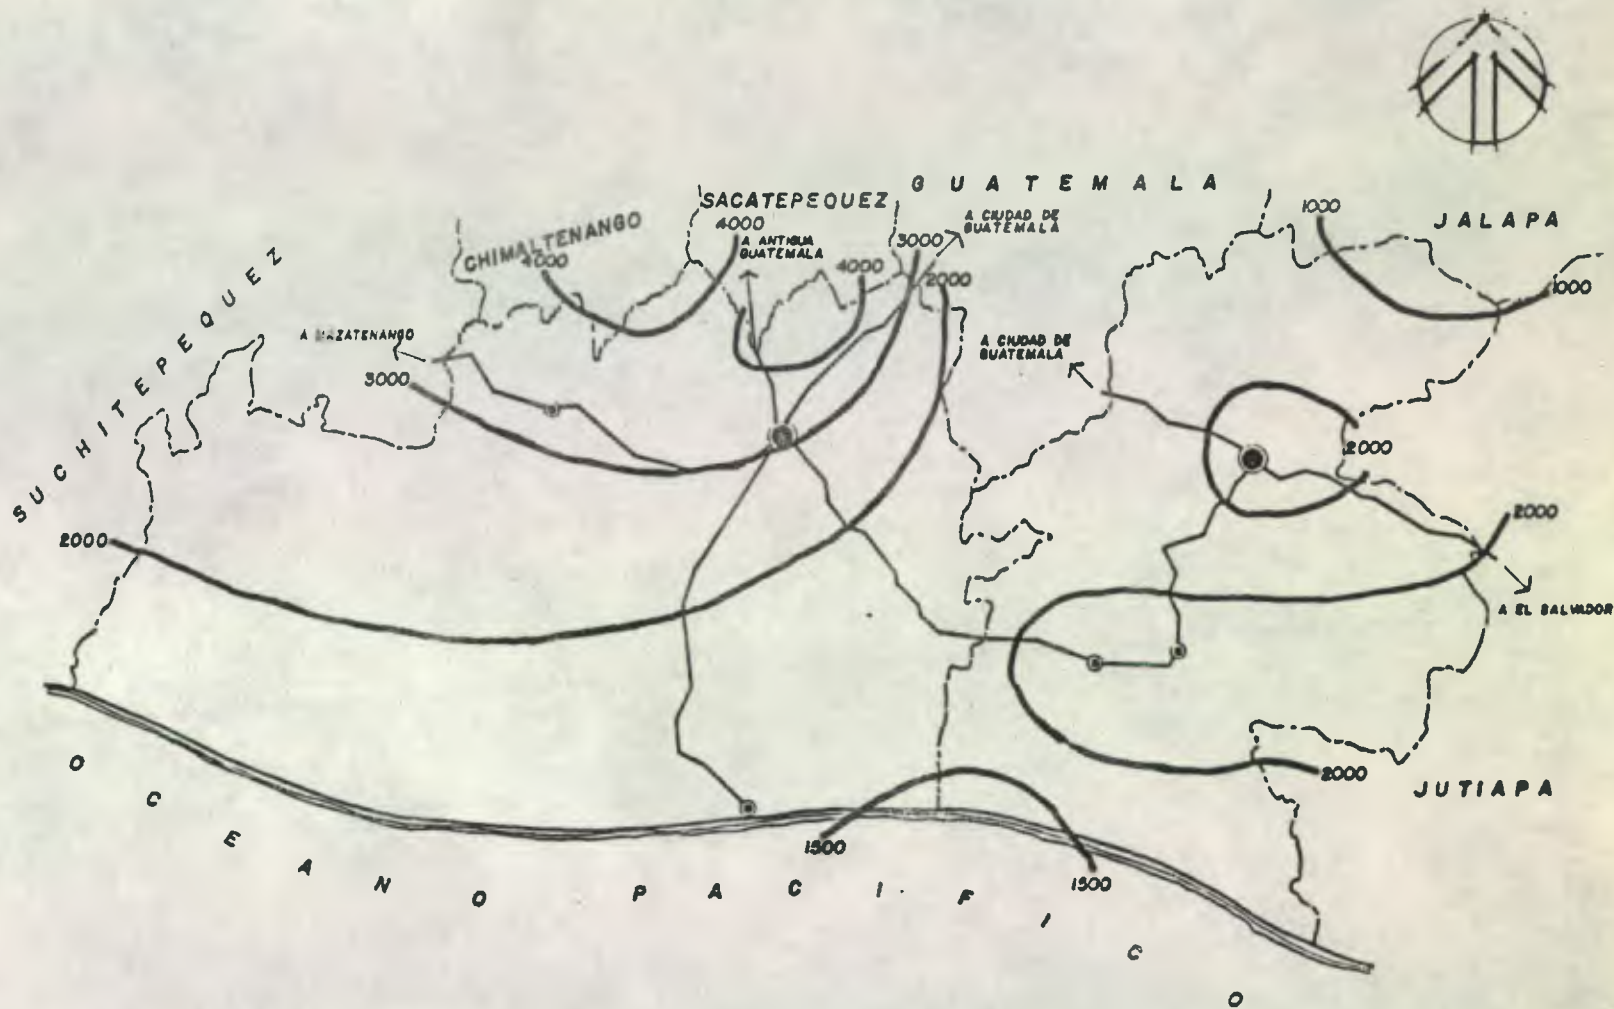 GUATEMALA
SACATEPEQUEZ
CHIMALTENANGO
SUCHITEPEQUEZ
JALAPA
A CIUDAD DE
GUATEMALA
A ANTIGUA
GUATEMALA
4000
4000
4000
3000
2000
1000
1000
A CIUDAD DE
GUATEMALA
A MAZATENANGO
3000
2000
2000
2000
A EL SALVADOR
2000
JUTIAPA
1500
1500
OCEANO PACIFICO